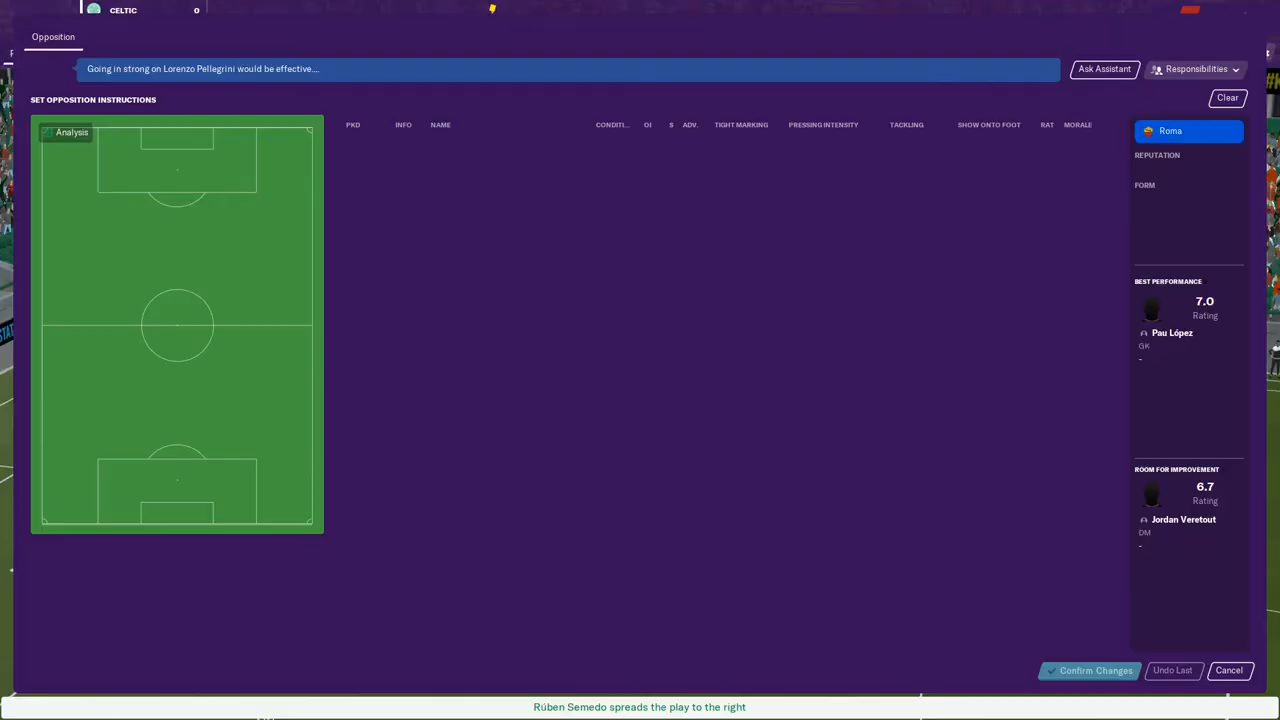 CELTIC 0
Opposition
Going in strong on Lorenzo Pellegrini would be effective....
Ask Assistant
Responsibilities
SET OPPOSITION INSTRUCTIONS
Clear
Analysis
PKD INFO NAME CONDITI... OI S ADV. TIGHT MARKING PRESSING INTENSITY TACKLING SHOW ONTO FOOT RAT MORALE
Roma
REPUTATION
FORM
BEST PERFORMANCE
7.0
Rating
Pau López
GK
-
ROOM FOR IMPROVEMENT
6.7
Rating
Jordan Veretout
DM
-
Confirm Changes
Undo Last
Cancel
Rúben Semedo spreads the play to the right